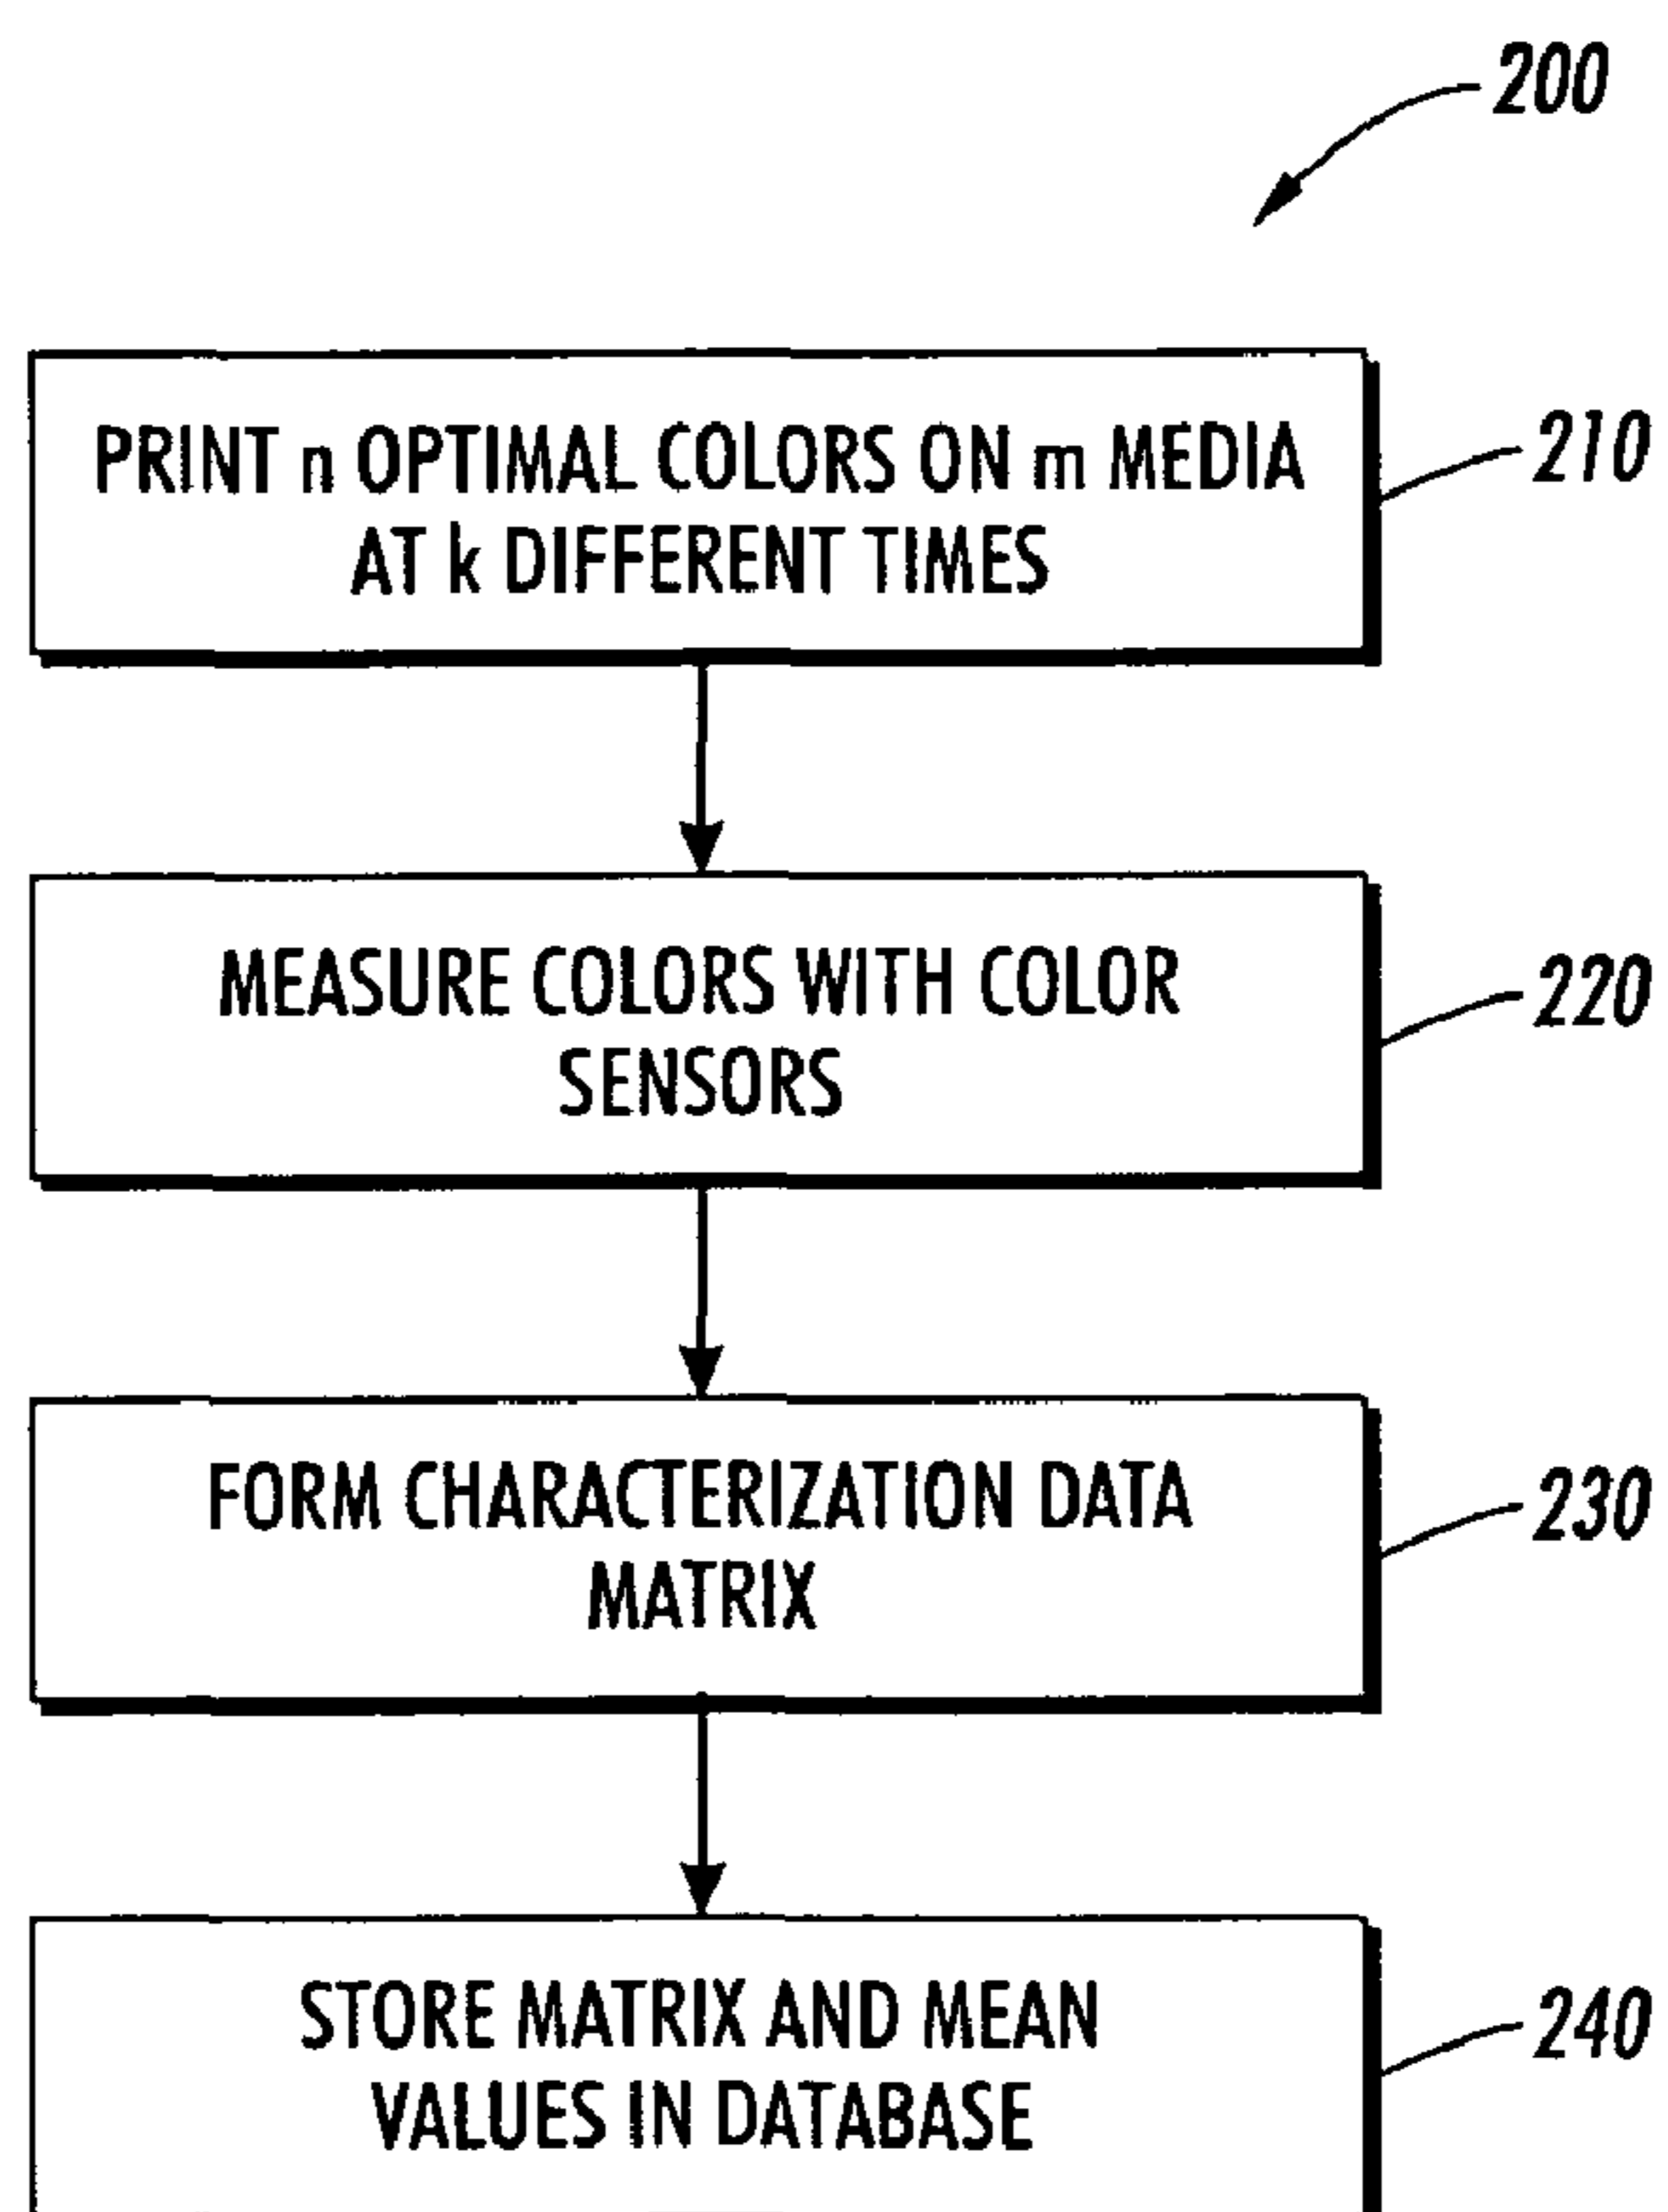 200
PRINT n OPTIMAL COLORS ON m MEDIA
AT k DIFFERENT TIMES
210
MEASURE COLORS WITH COLOR
SENSORS
220
FORM CHARACTERIZATION DATA
MATRIX
230
STORE MATRIX AND MEAN
VALUES IN DATABASE
240